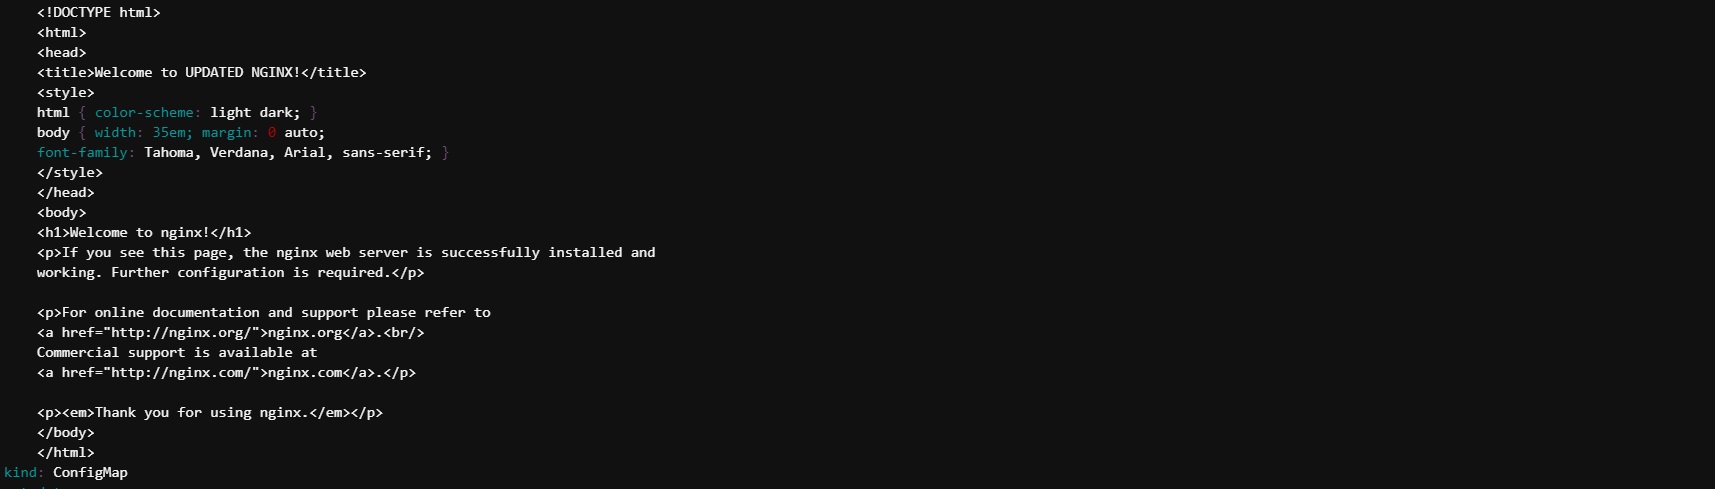 <!DOCTYPE html>
<html>
<head>
<title>Welcome to UPDATED NGINX!</title>
<style>
html { color-scheme: light dark; }
body { width: 35em; margin: 0 auto;
font-family: Tahoma, Verdana, Arial, sans-serif; }
</style>
</head>
<body>
<h1>Welcome to nginx!</h1>
<p>If you see this page, the nginx web server is successfully installed and
working. Further configuration is required.</p>
<p>For online documentation and support please refer to
<a href="http://nginx.org/">nginx.org</a>.<br/>
Commercial support is available at
<a href="http://nginx.com/">nginx.com</a>.</p>
<p><em>Thank you for using nginx.</em></p>
</body>
</html>
kind: ConfigMap